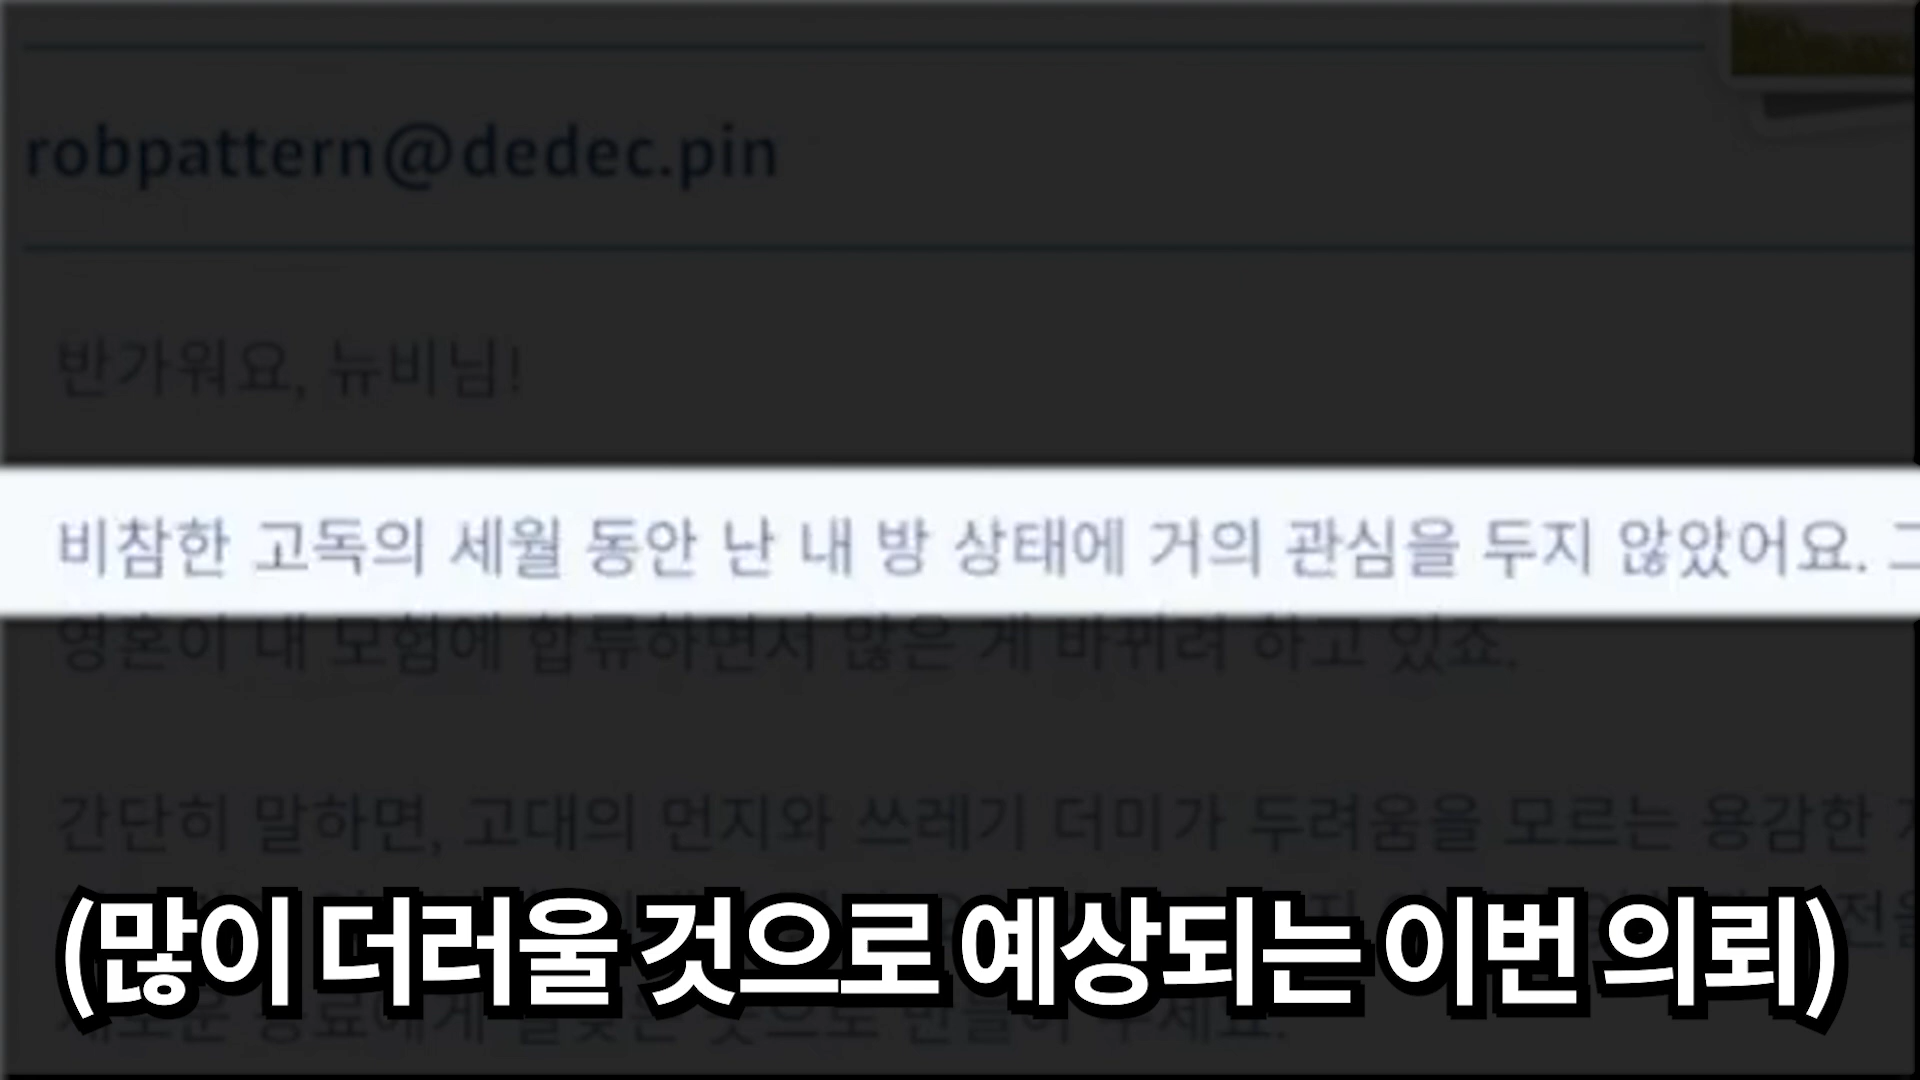 robpattern@dedec.pin
반가워요, 뉴비님!
비참한 고독의 세월 동안 난 내 방 상태에 거의 관심을 두지 않았어요. 그
영혼이 내 모험에 합류하면서 많은 게 바뀌려 하고 있죠.
간단히 말하면, 고대의 먼지와 쓰레기 더미가 두려움을 모르는 용감한
(많이 더러울 것으로 예상되는 이번 의뢰)